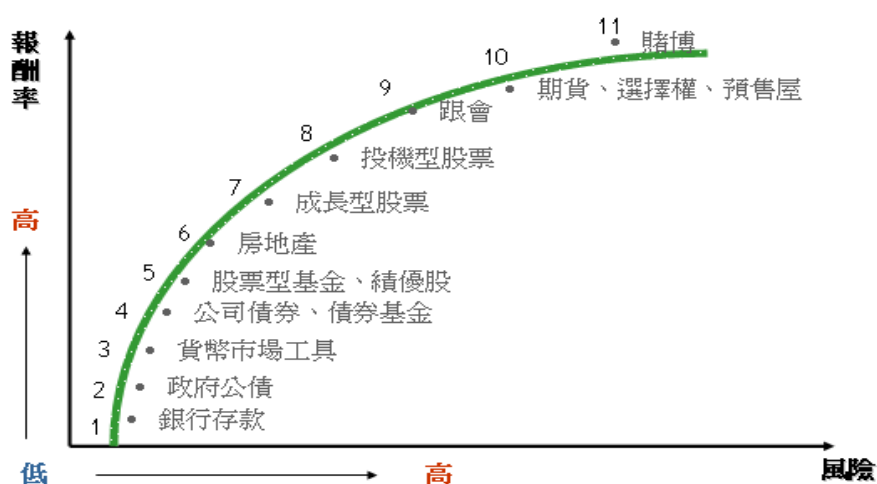 報酬率
11
賭博
10
期貨、選擇權、預售屋
9
跟會
8
投機型股票
7
成長型股票
高
6
房地產
5
股票型基金、績優股
4
公司債券、債券基金
3
貨幣市場工具
2
政府公債
1
銀行存款
低
高
風險